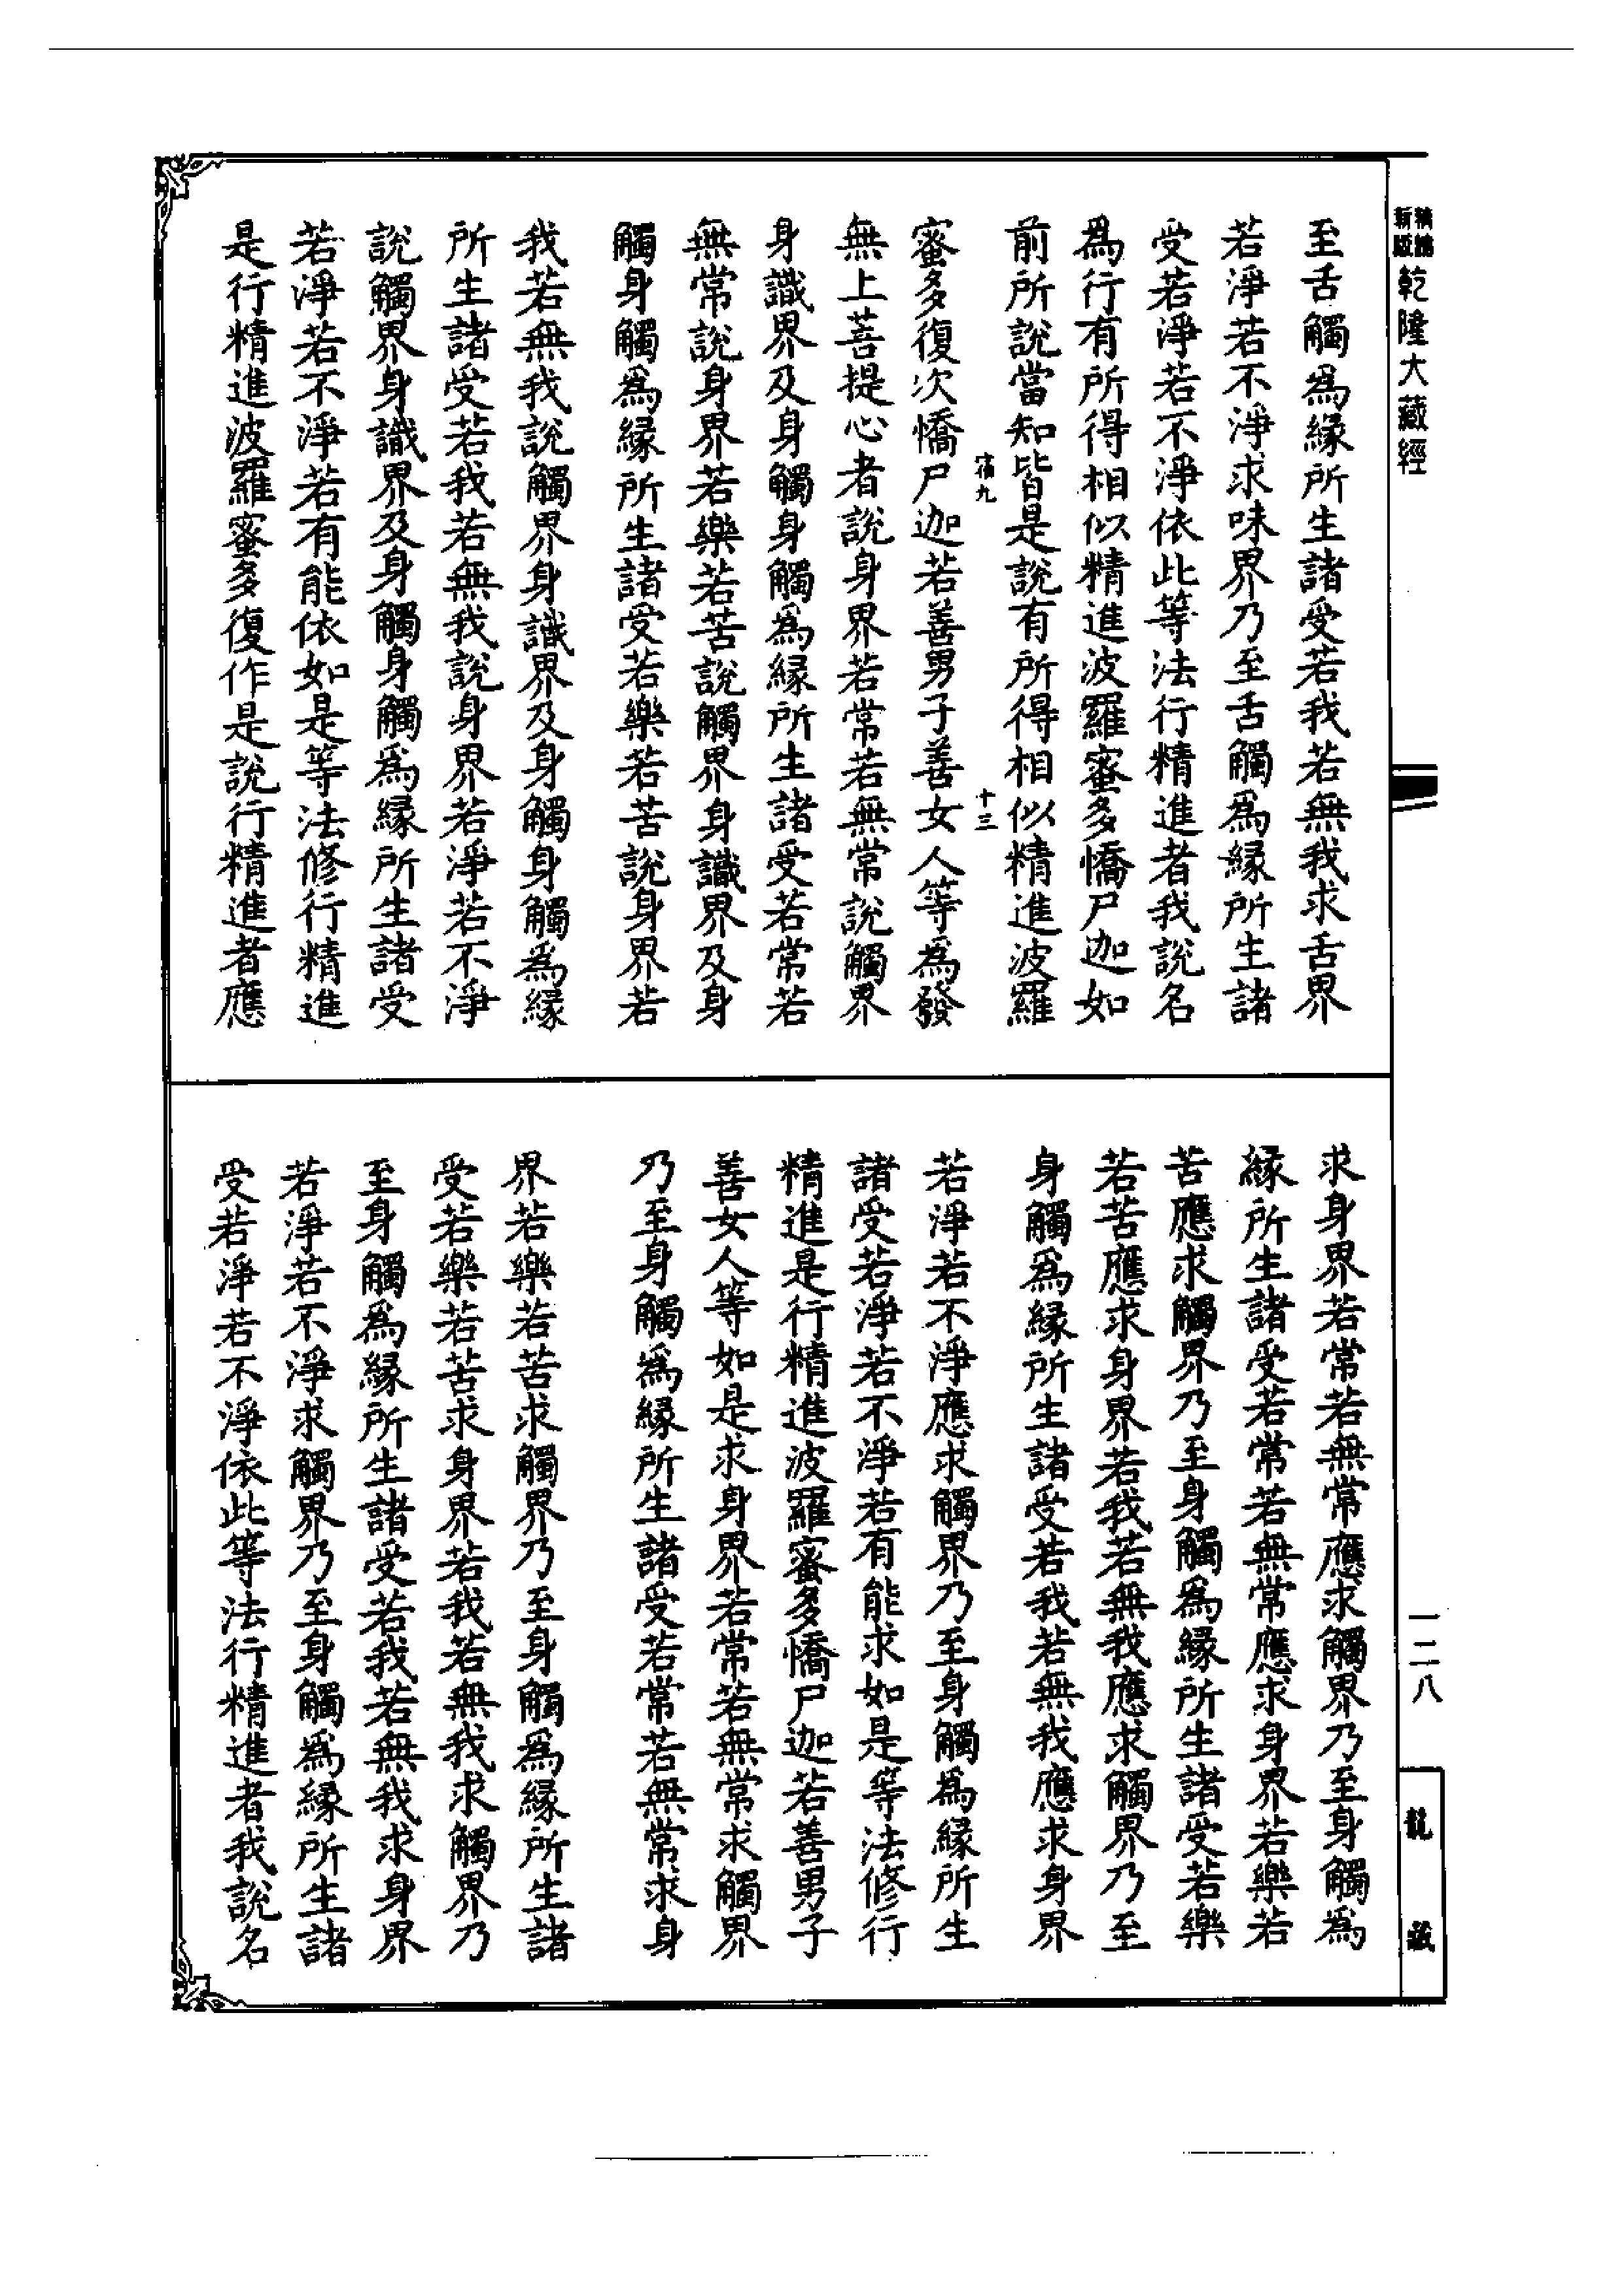 新編縮版乾隆大藏經
至舌觸為緣所生諸受若我若無我求舌界
若淨若不淨求味界乃至舌觸為緣所生諸
受若淨若不淨依此等法行精進者我說名
為行有所得相似精進波羅蜜多憍尸迦如
前所說當知皆是說有所得相似精進波羅
宿九
十三
蜜多復次憍尸迦若善男子善女人等為發
無上菩提心者說身界若常若無常說觸界
身識界及身觸身觸為緣所生諸受若常若
無常說身界若樂若苦說觸界身識界及身
觸身觸為緣所生諸受若樂若苦說身界若
我若無我說觸界身識界及身觸身觸為緣
所生諸受若我若無我說身界若淨若不淨
說觸界身識界及身觸身觸為緣所生諸受
若淨若不淨若有能依如是等法修行精進
是行精進波羅蜜多復作是說行精進者應
求身界若常若無常應求觸界乃至身觸為
緣所生諸受若常若無常應求身界若樂若
苦應求觸界乃至身觸為緣所生諸受若樂
若苦應求身界若我若無我應求觸界乃至
身觸為緣所生諸受若我若無我應求身界
若淨若不淨應求觸界乃至身觸為緣所生
諸受若淨若不淨若有能求如是等法修行
精進是行精進波羅蜜多憍尸迦若善男子
善女人等如是求身界若常若無常求觸界
乃至身觸為緣所生諸受若常若無常求身
界若樂若苦求觸界乃至身觸為緣所生諸
受若樂若苦求身界若我若無我求觸界乃
至身觸為緣所生諸受若我若無我求身界
若淨若不淨求觸界乃至身觸為緣所生諸
受若淨若不淨依此等法行精進者我說名
一二八
龍藏